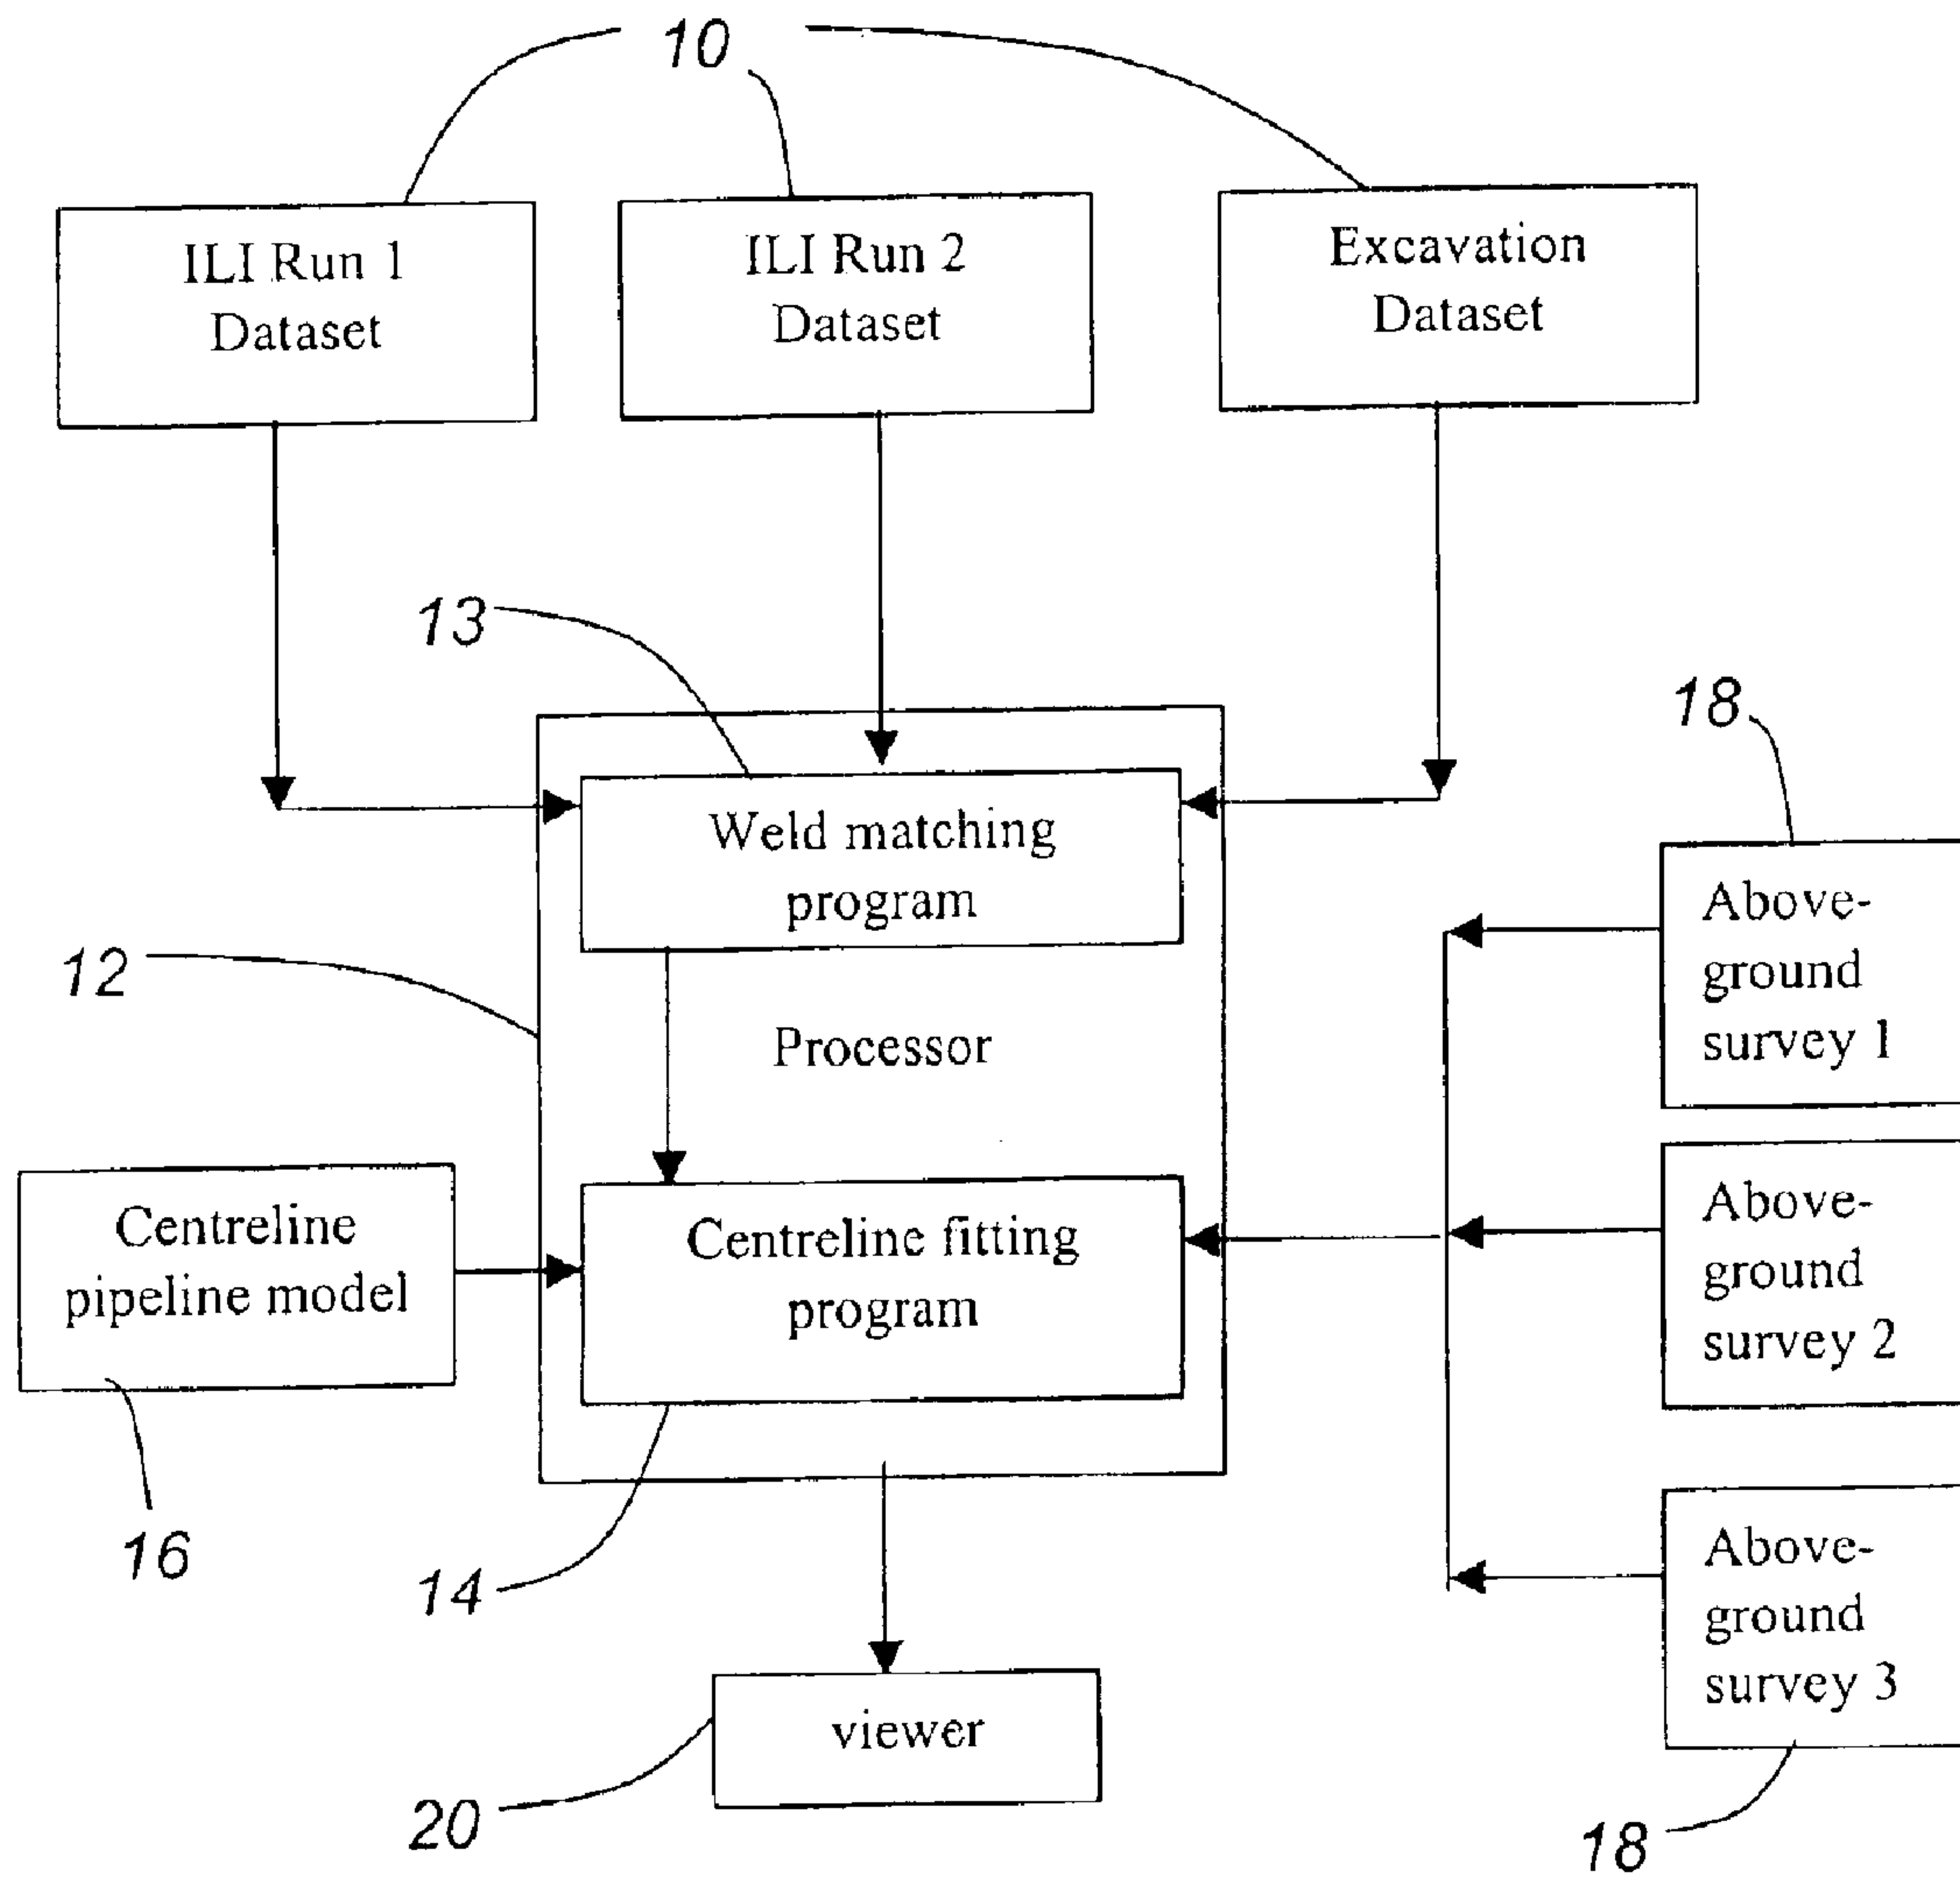 10
ILI Run 1
Dataset
ILI Run 2
Dataset
Excavation
Dataset
13
18
Weld matching
program
12
Processor
Above-
ground
survey 1
Centreline
pipeline model
Centreline fitting
program
Above-
ground
survey 2
16
14
Above-
ground
survey 3
viewer
20
18